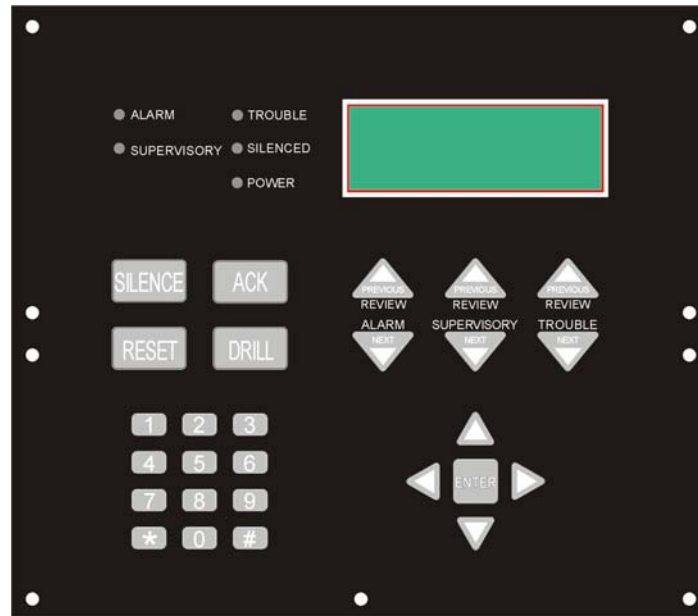 ALARM TROUBLE
SUPERVISORY SILENCED
POWER
SILENCE ACK
PREVIOUS PREVIOUS PREVIOUS
REVIEW REVIEW REVIEW
ALARM SUPERVISORY TROUBLE
NEXT NEXT NEXT
RESET DRILL
1 2 3
4 5 6
7 8 9
* 0 #
ENTER